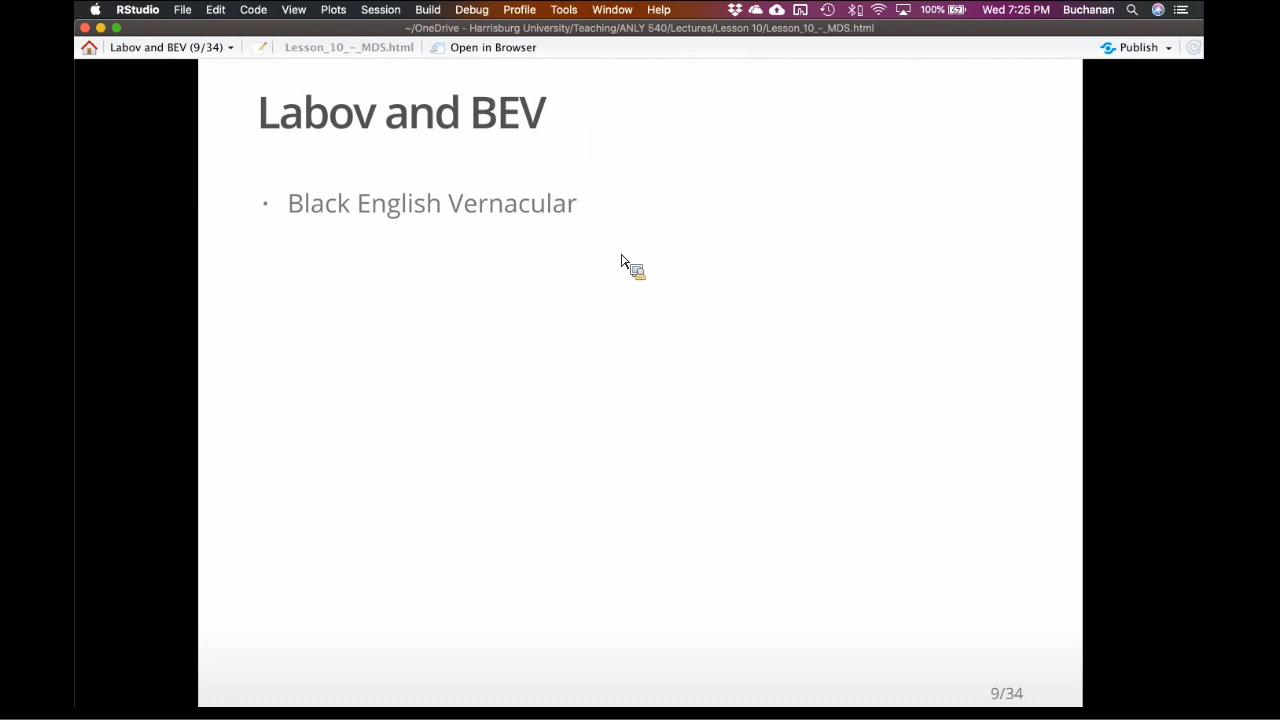 RStudio File Edit Code View Plots Session Build Debug Profile Tools Window Help 100% Wed 7:25 PM Buchanan
~/OneDrive - Harrisburg University/Teaching/ANLY 540/Lectures/Lesson 10/Lesson_10_-_MDS.html
Labov and BEV (9/34) Lesson_10_-_MDS.html Open in Browser Publish
Labov and BEV
• Black English Vernacular
9/34